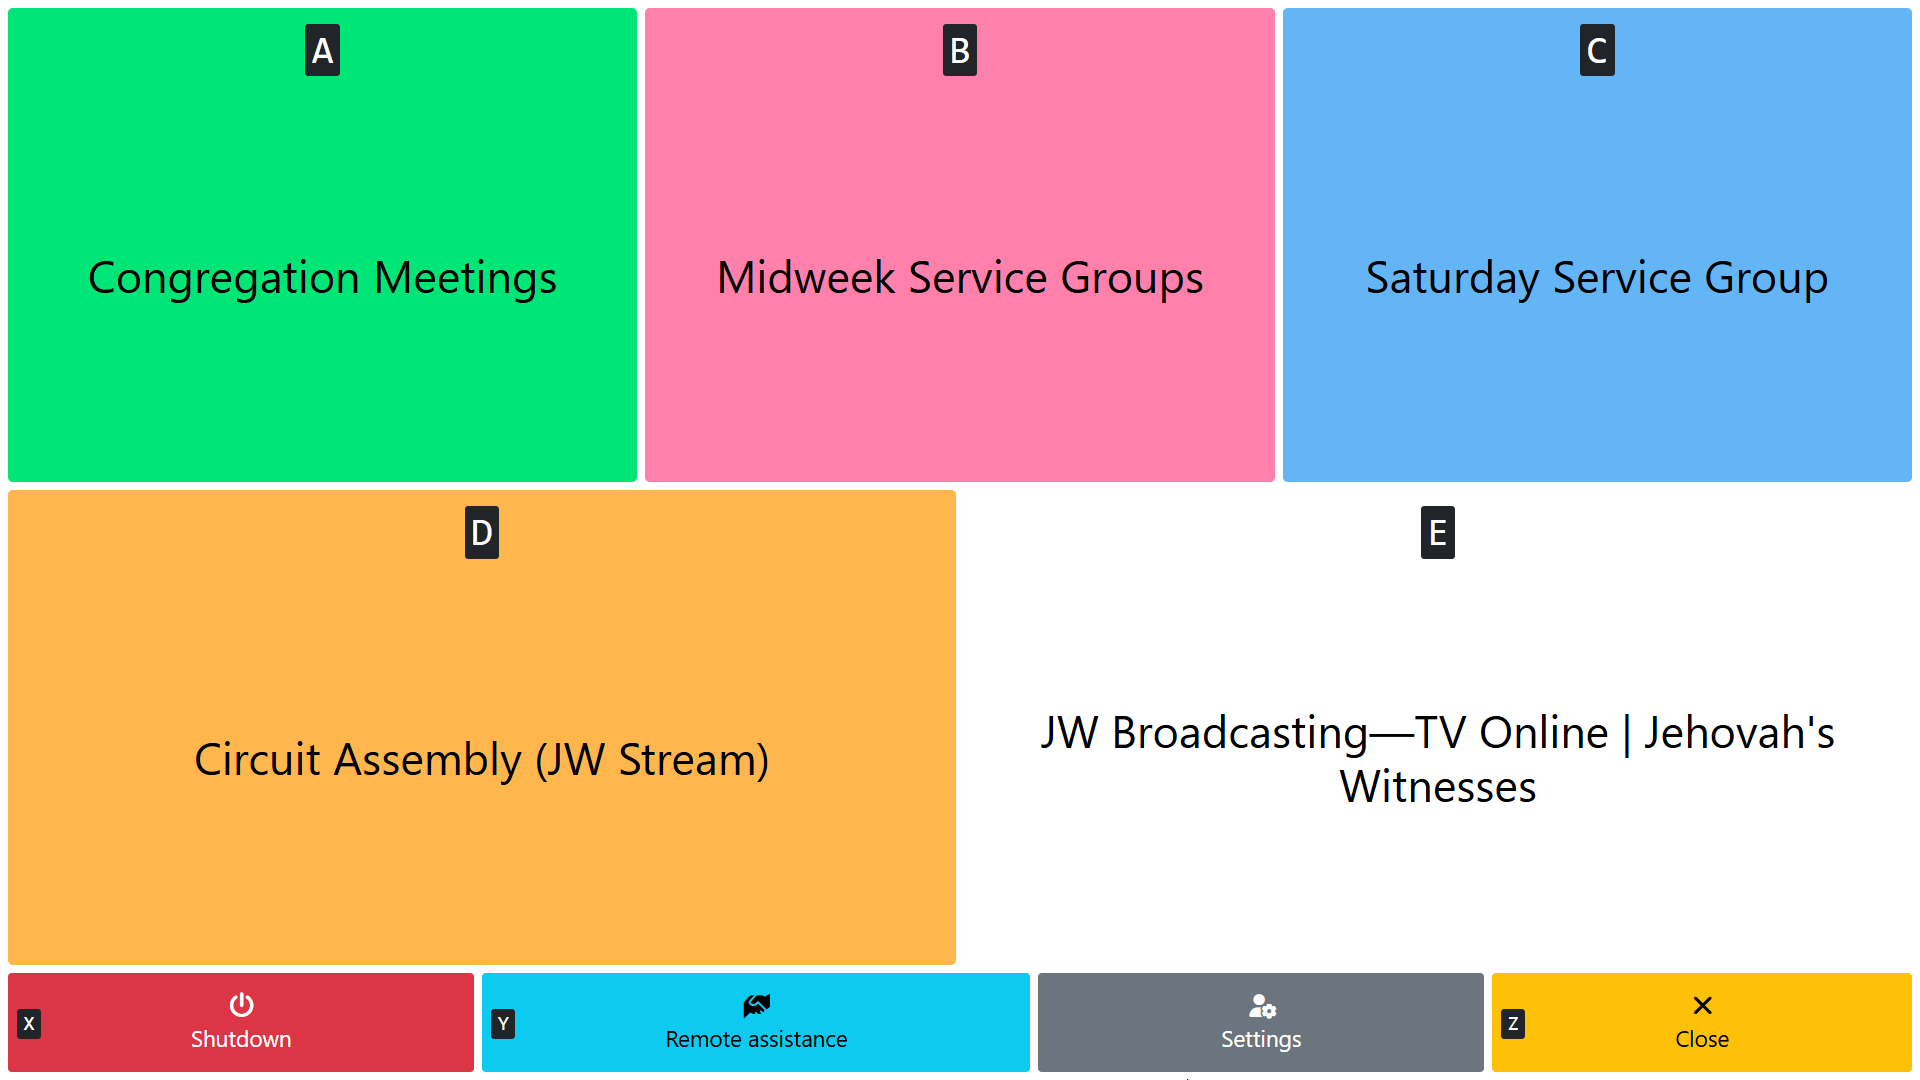 A
Congregation Meetings
B
Midweek Service Groups
C
Saturday Service Group
D
Circuit Assembly (JW Stream)
E
JW Broadcasting—TV Online | Jehovah's
Witnesses
X
Shutdown
Y
Remote assistance
Settings
Z
Close